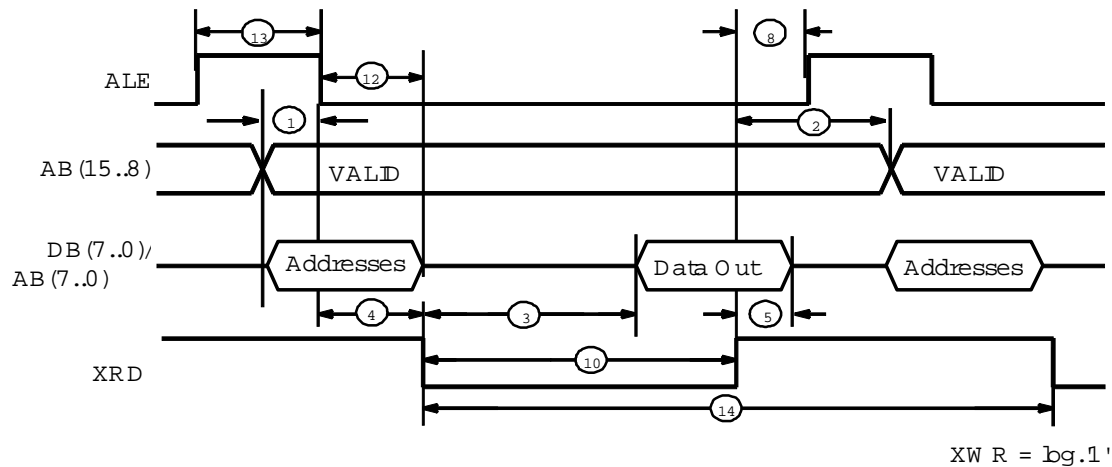 13
8
ALE
12
1
2
AB(15..8)
VALID
VALID
DB(7..0)/
AB(7..0)
Addresses
Data Out
Addresses
4
3
5
XRD
10
14
XWR = log.'1'